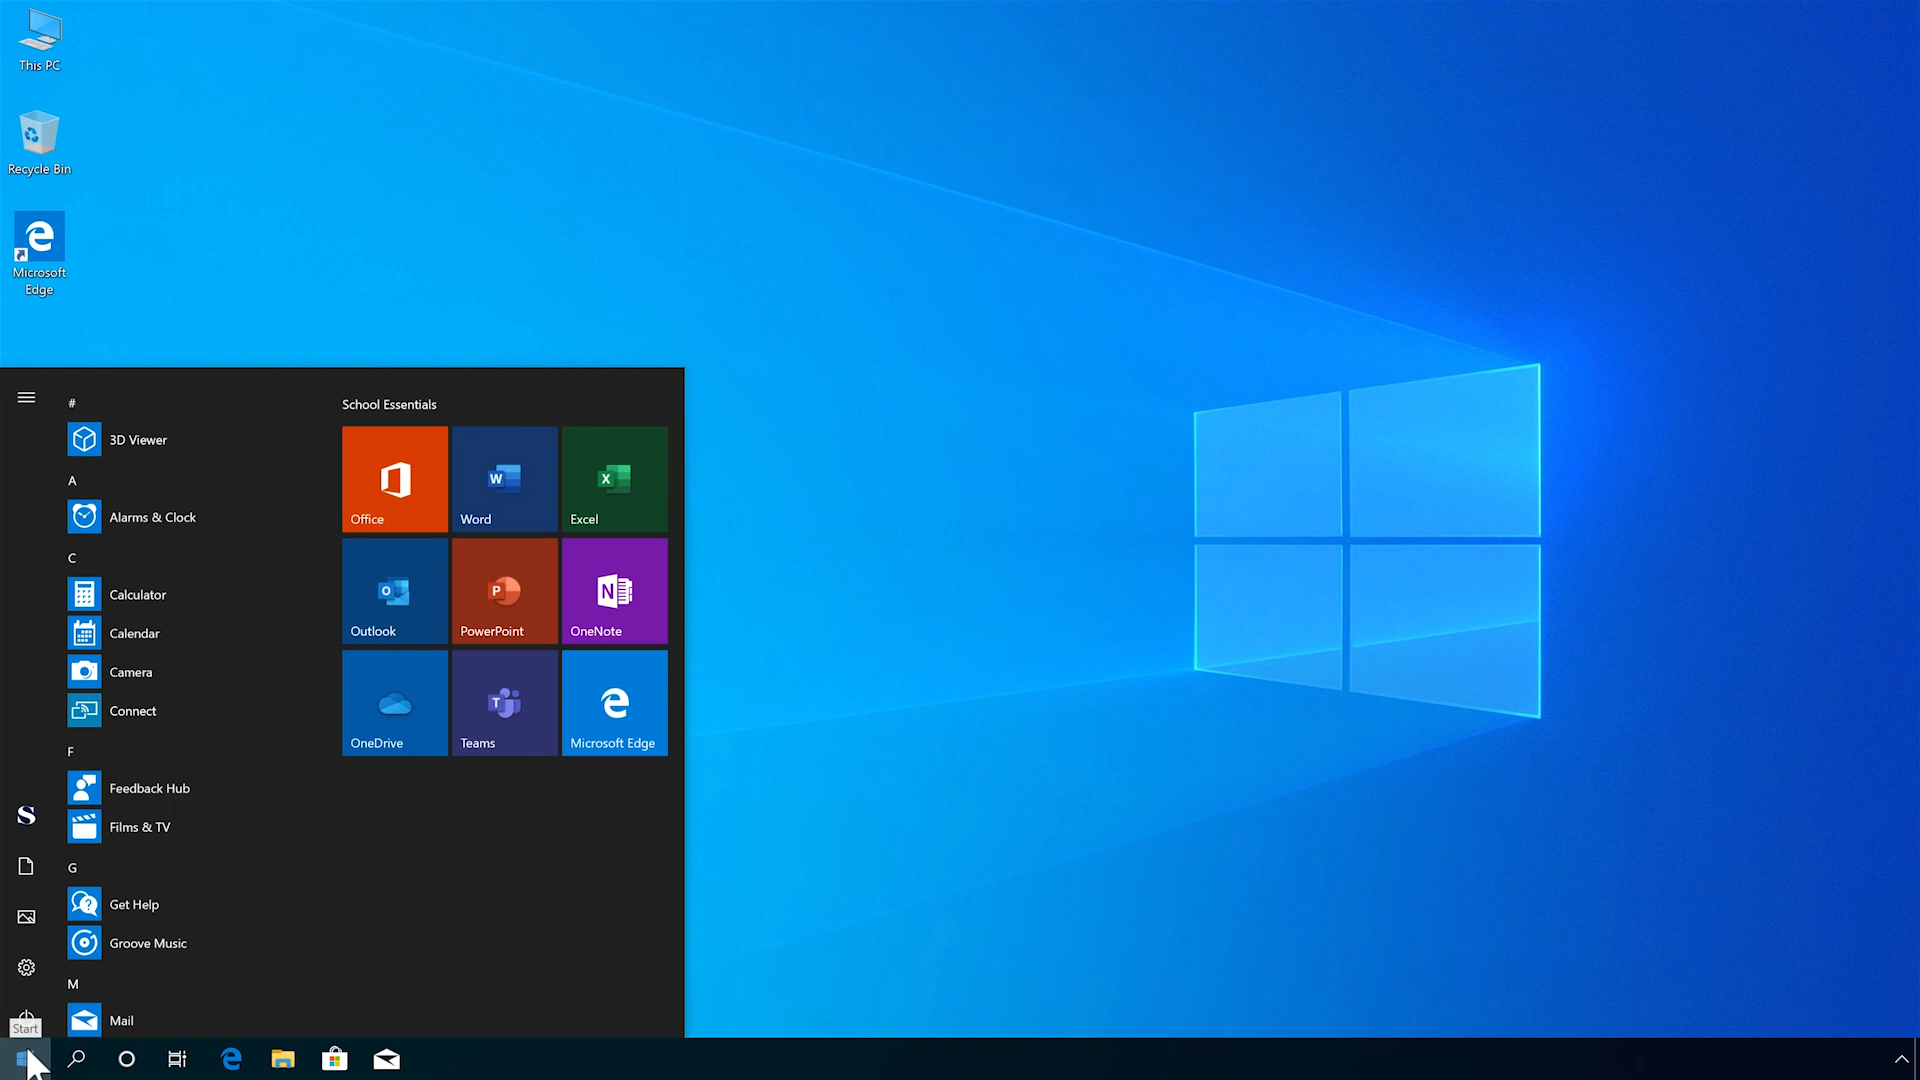 This PC
Recycle Bin
Microsoft
Edge
#
3D Viewer
A
Alarms & Clock
C
Calculator
Calendar
Camera
Connect
F
Feedback Hub
Films & TV
G
Get Help
Groove Music
M
Mail
School Essentials
Office
Word
Excel
Outlook
PowerPoint
OneNote
OneDrive
Teams
Microsoft Edge
S
Start